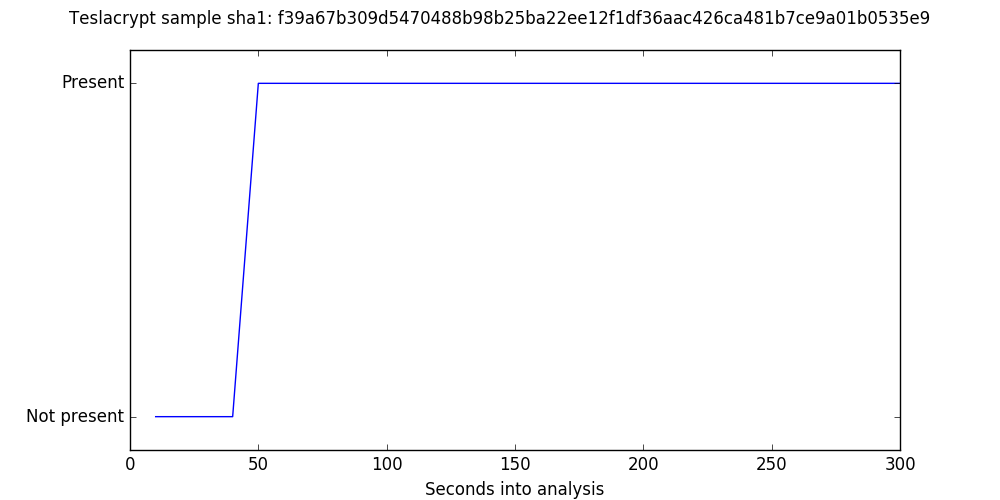 Teslacrypt sample sha1: f39a67b309d5470488b98b25ba22ee12f1df36aac426ca481b7ce9a01b0535e9
Present
Not present
0 50 100 150 200 250 300
Seconds into analysis